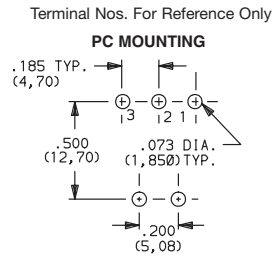 Terminal Nos. For Reference Only
PC MOUNTING
.185 TYP.
(4,70)
3 2 1
.500
(12,70)
.073 DIA.
(1,850) TYP.
.200
(5,08)